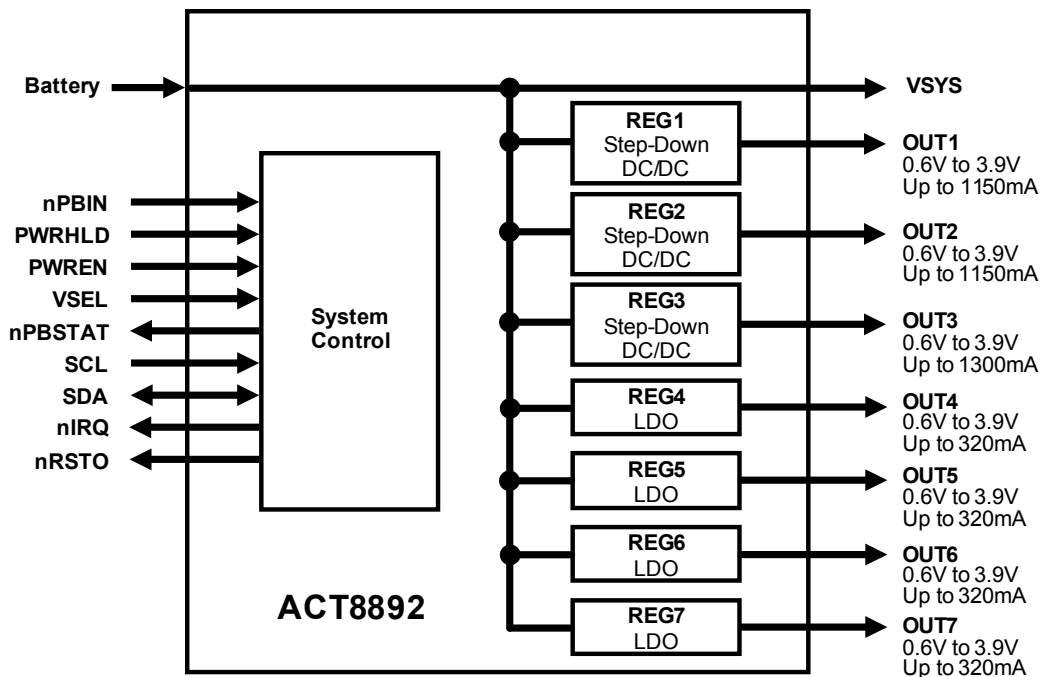 Battery
VSYS
REG1
Step-Down
DC/DC
OUT1
0.6V to 3.9V
Up to 1150mA
nPBIN
PWRHLD
PWREN
VSEL
nPBSTAT
SCL
SDA
nIRQ
nRSTO
System
Control
REG2
Step-Down
DC/DC
OUT2
0.6V to 3.9V
Up to 1150mA
REG3
Step-Down
DC/DC
OUT3
0.6V to 3.9V
Up to 1300mA
REG4
LDO
OUT4
0.6V to 3.9V
Up to 320mA
REG5
LDO
OUT5
0.6V to 3.9V
Up to 320mA
REG6
LDO
OUT6
0.6V to 3.9V
Up to 320mA
ACT8892
REG7
LDO
OUT7
0.6V to 3.9V
Up to 320mA